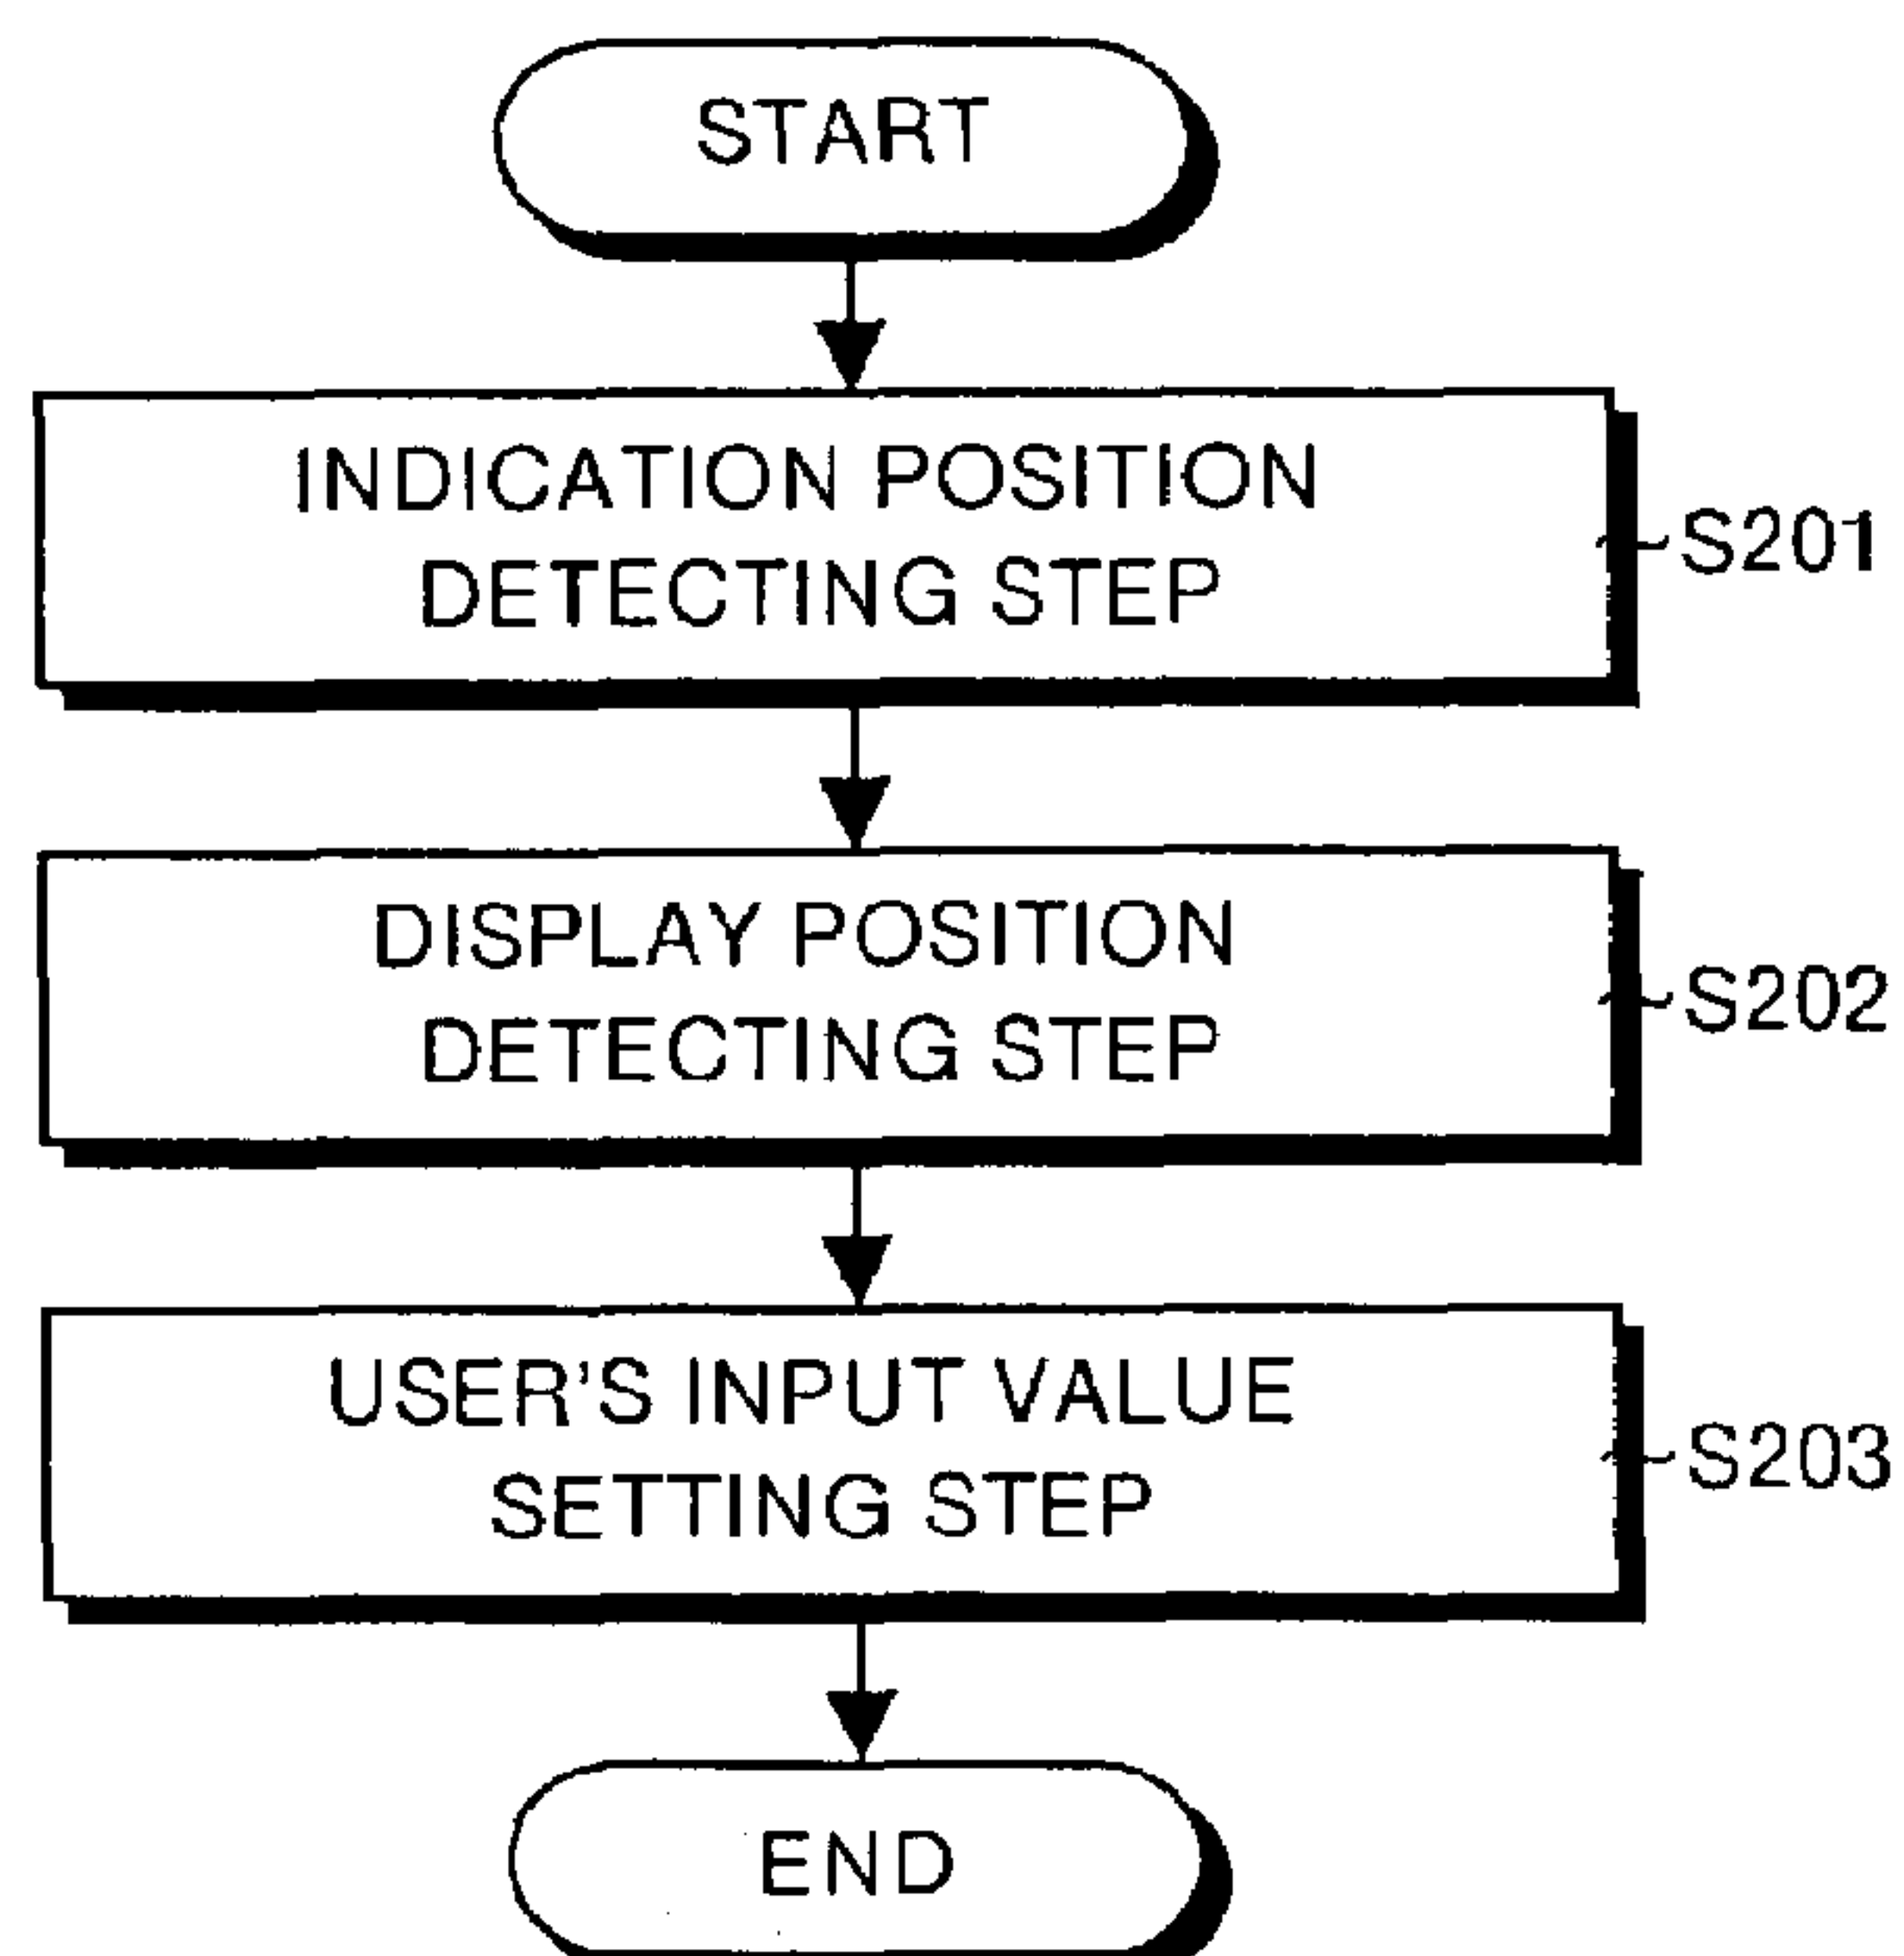 START
INDICATION POSITION
DETECTING STEP
S201
DISPLAY POSITION
DETECTING STEP
S202
USER'S INPUT VALUE
SETTING STEP
S203
END